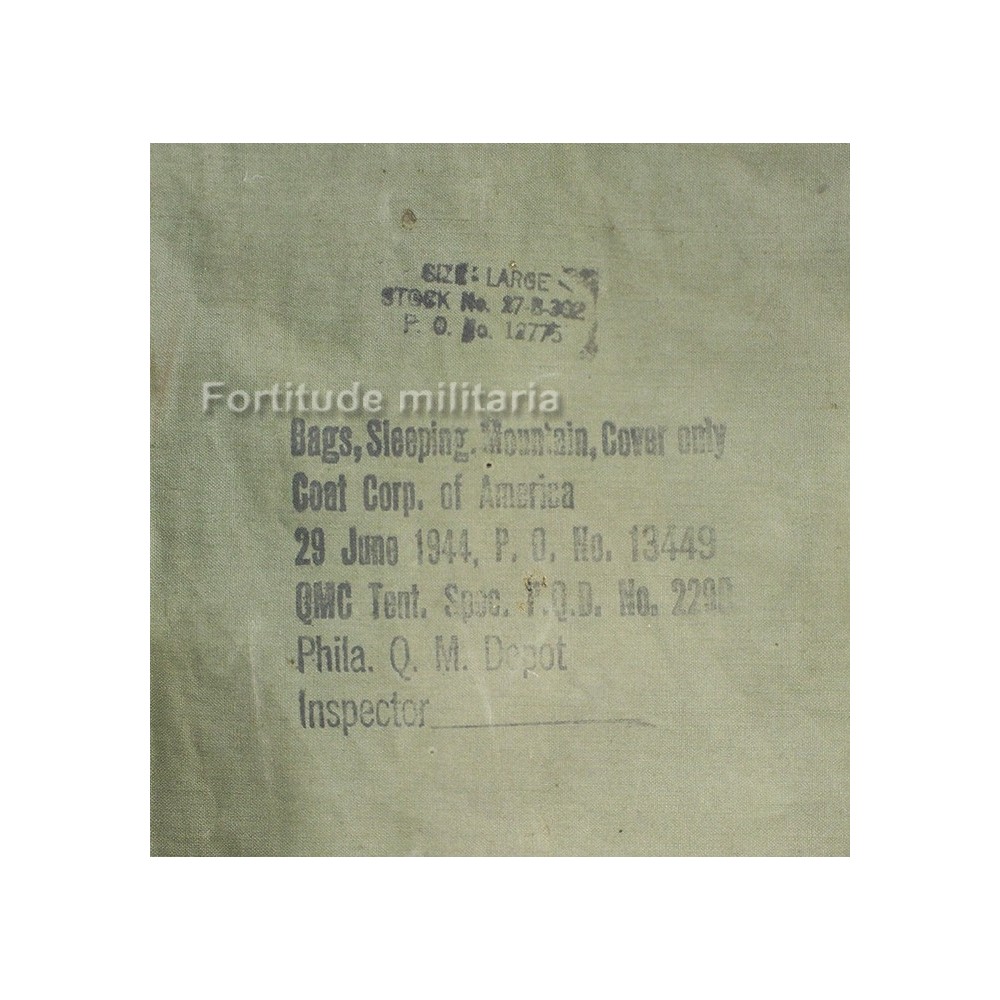 SIZE: LARGE
STOCK No. 27-B-302
P. O. No. 12775
Fortitude militaria
Bags, Sleeping, Mountain, Cover only
Coat Corp. of America
29 June 1944, P. O. No. 13449
QMC Tent. Spec. P.Q.D. No.
Phila. Q. M. Depot
Inspector